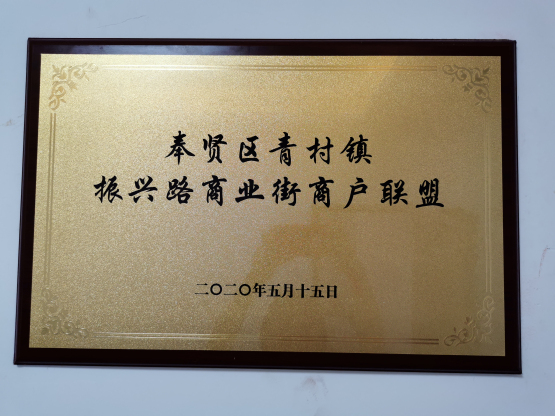 奉贤区青村镇
振兴路商业街商户联盟
二〇二〇年五月十五日